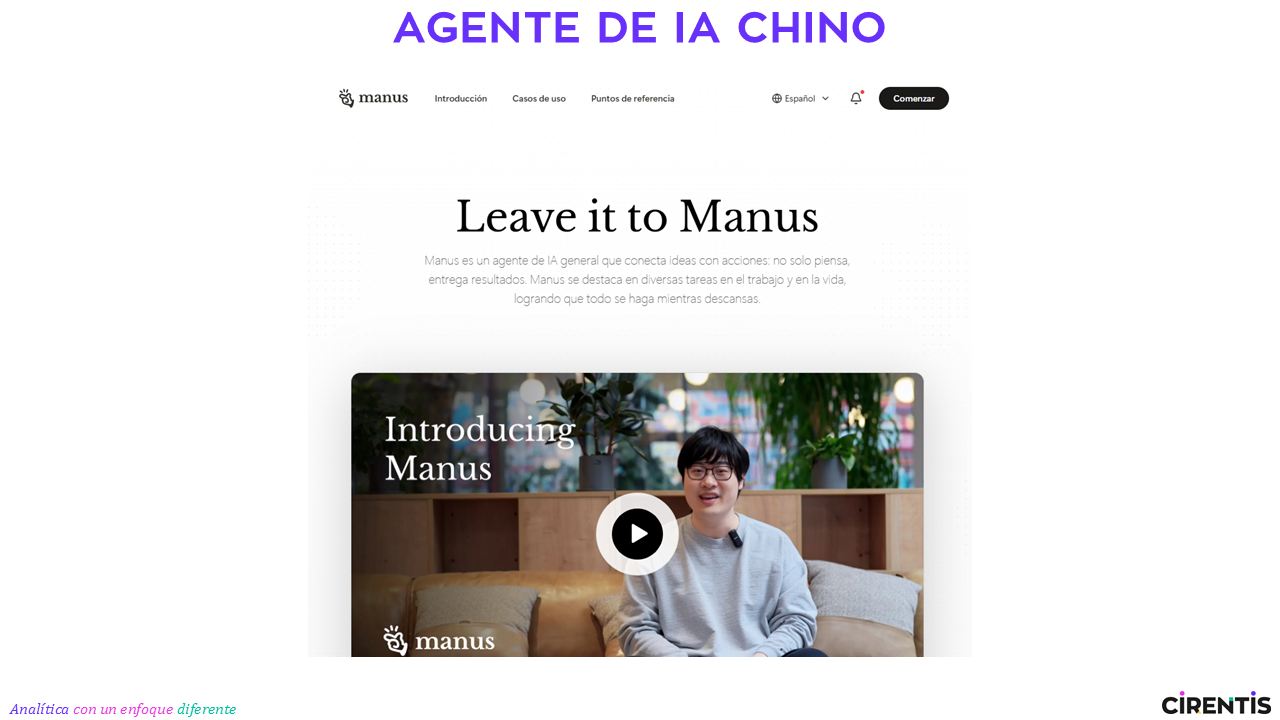 AGENTE DE IA CHINO
manus Introducción Casos de uso Puntos de referencia Español Comenzar
Leave it to Manus
Manus es un agente de IA general que conecta ideas con acciones: no solo piensa,
entrega resultados. Manus se destaca en diversas tareas en el trabajo y en la vida,
logrando que todo se haga mientras descansas.
Introducing
Manus
manus
Analítica con un enfoque diferente
CiRENTiS